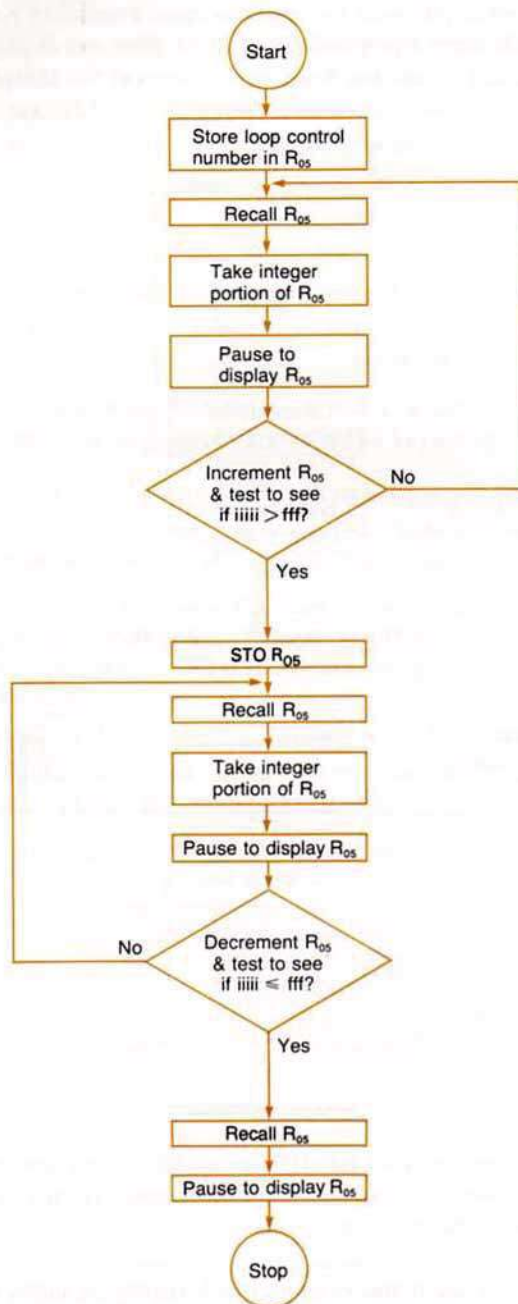 Start
Store loop control
number in R₀₅
Recall R₀₅
Take integer
portion of R₀₅
Pause to
display R₀₅
Increment R₀₅
& test to see
if iiiii > fff?
No
Yes
STO R₀₅
Recall R₀₅
Take integer
portion of R₀₅
Pause to display R₀₅
Decrement R₀₅
& test to see
if iiiii ⩽ fff?
No
Yes
Recall R₀₅
Pause to display R₀₅
Stop